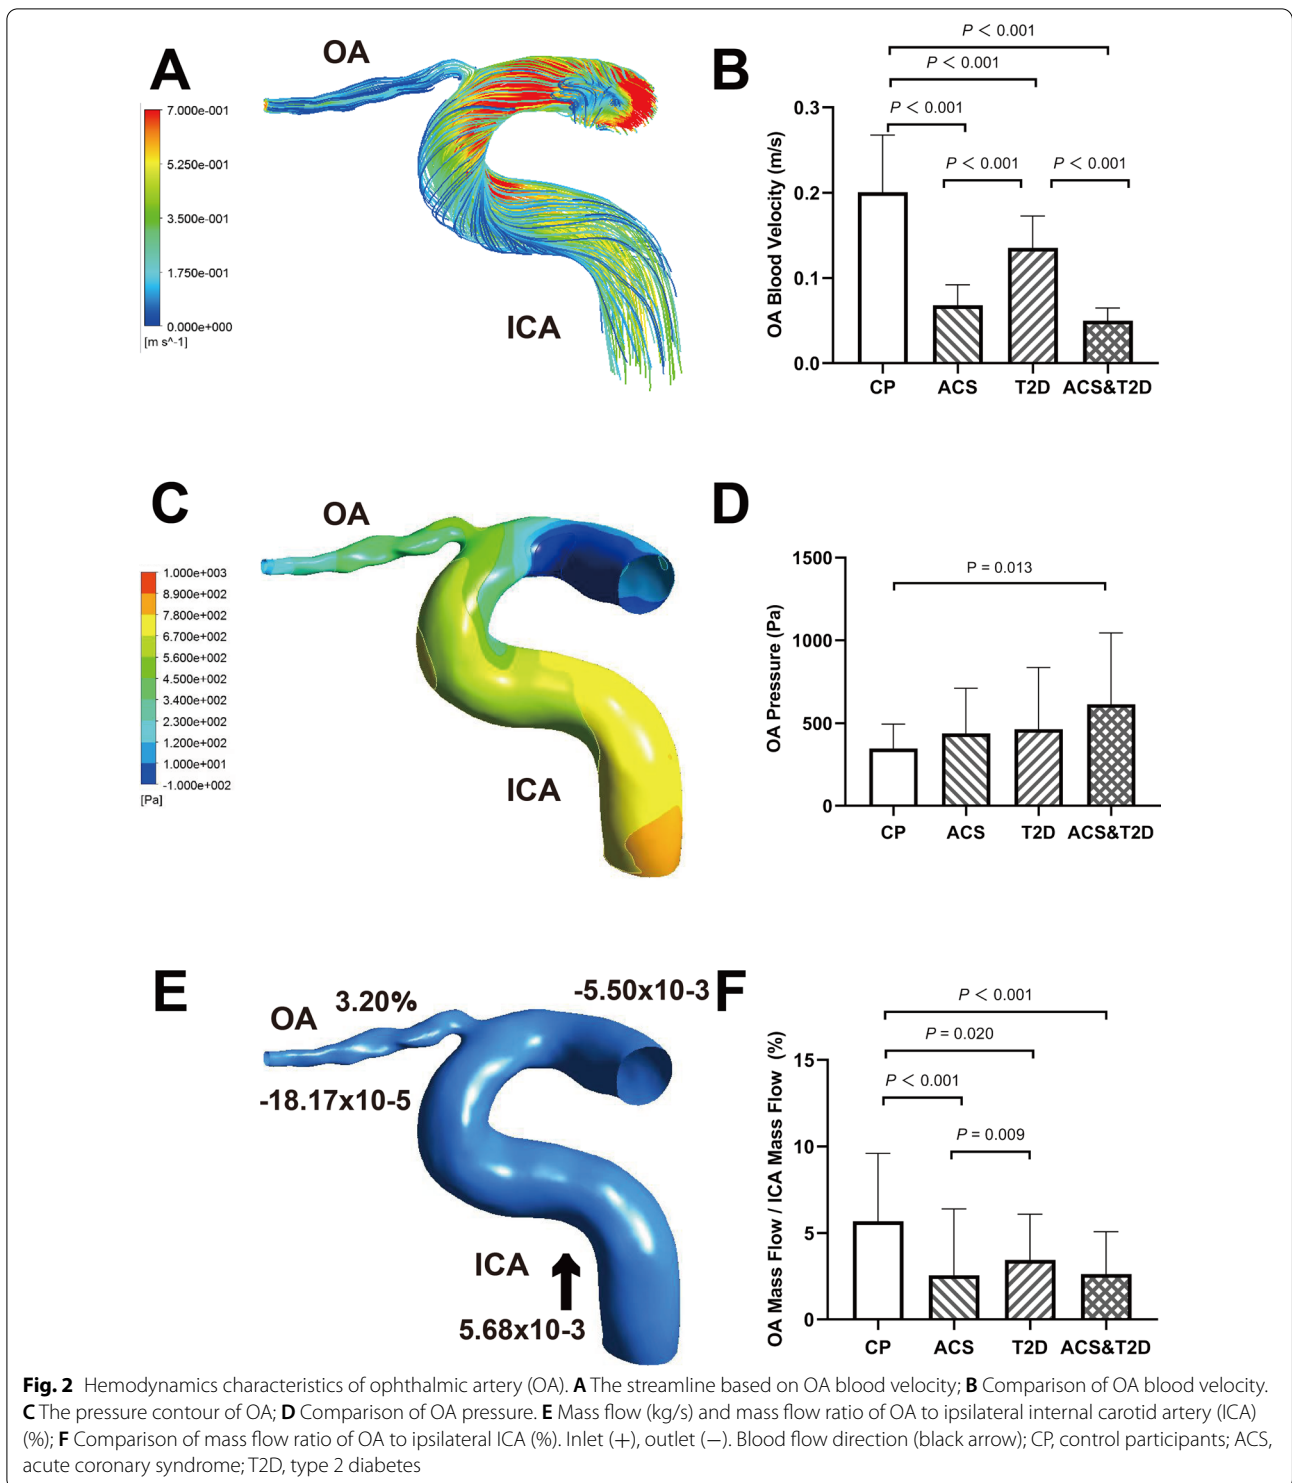 A
OA
7.000e-001
5.250e-001
3.500e-001
1.750e-001
0.000e+000
[m s^-1]
ICA
B
P < 0.001
P < 0.001
P < 0.001
P < 0.001
P < 0.001
OA Blood Velocity (m/s)
0.3
0.2
0.1
0.0
CP ACS T2D ACS&T2D
C
OA
1.000e+003
8.900e+002
7.800e+002
6.700e+002
5.600e+002
4.500e+002
3.400e+002
2.300e+002
1.200e+002
1.000e+001
-1.000e+002
[Pa]
ICA
D
P = 0.013
OA Pressure (Pa)
1500
1000
500
0
CP ACS T2D ACS&T2D
E
OA
3.20%
-5.50x10-3
-18.17x10-5
ICA
5.68x10-3
F
P < 0.001
P = 0.020
P < 0.001
P = 0.009
OA Mass Flow / ICA Mass Flow (%)
15
10
5
0
CP ACS T2D ACS&T2D
Fig. 2 Hemodynamics characteristics of ophthalmic artery (OA). A The streamline based on OA blood velocity; B Comparison of OA blood velocity.
C The pressure contour of OA; D Comparison of OA pressure. E Mass flow (kg/s) and mass flow ratio of OA to ipsilateral internal carotid artery (ICA)
(%); F Comparison of mass flow ratio of OA to ipsilateral ICA (%). Inlet (+), outlet (−). Blood flow direction (black arrow); CP, control participants; ACS,
acute coronary syndrome; T2D, type 2 diabetes